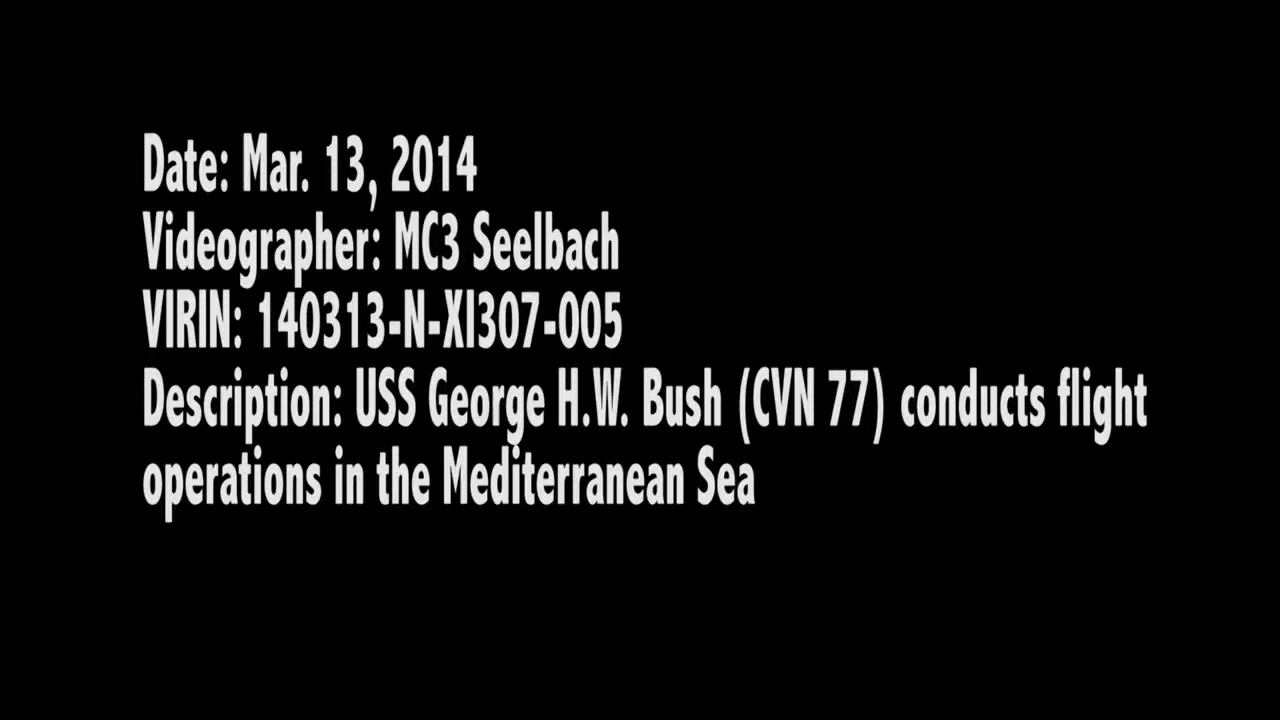 Date: Mar. 13, 2014
Videographer: MC3 Seelbach
VIRIN: 140313-N-XI307-005
Description: USS George H.W. Bush (CVN 77) conducts flight
operations in the Mediterranean Sea